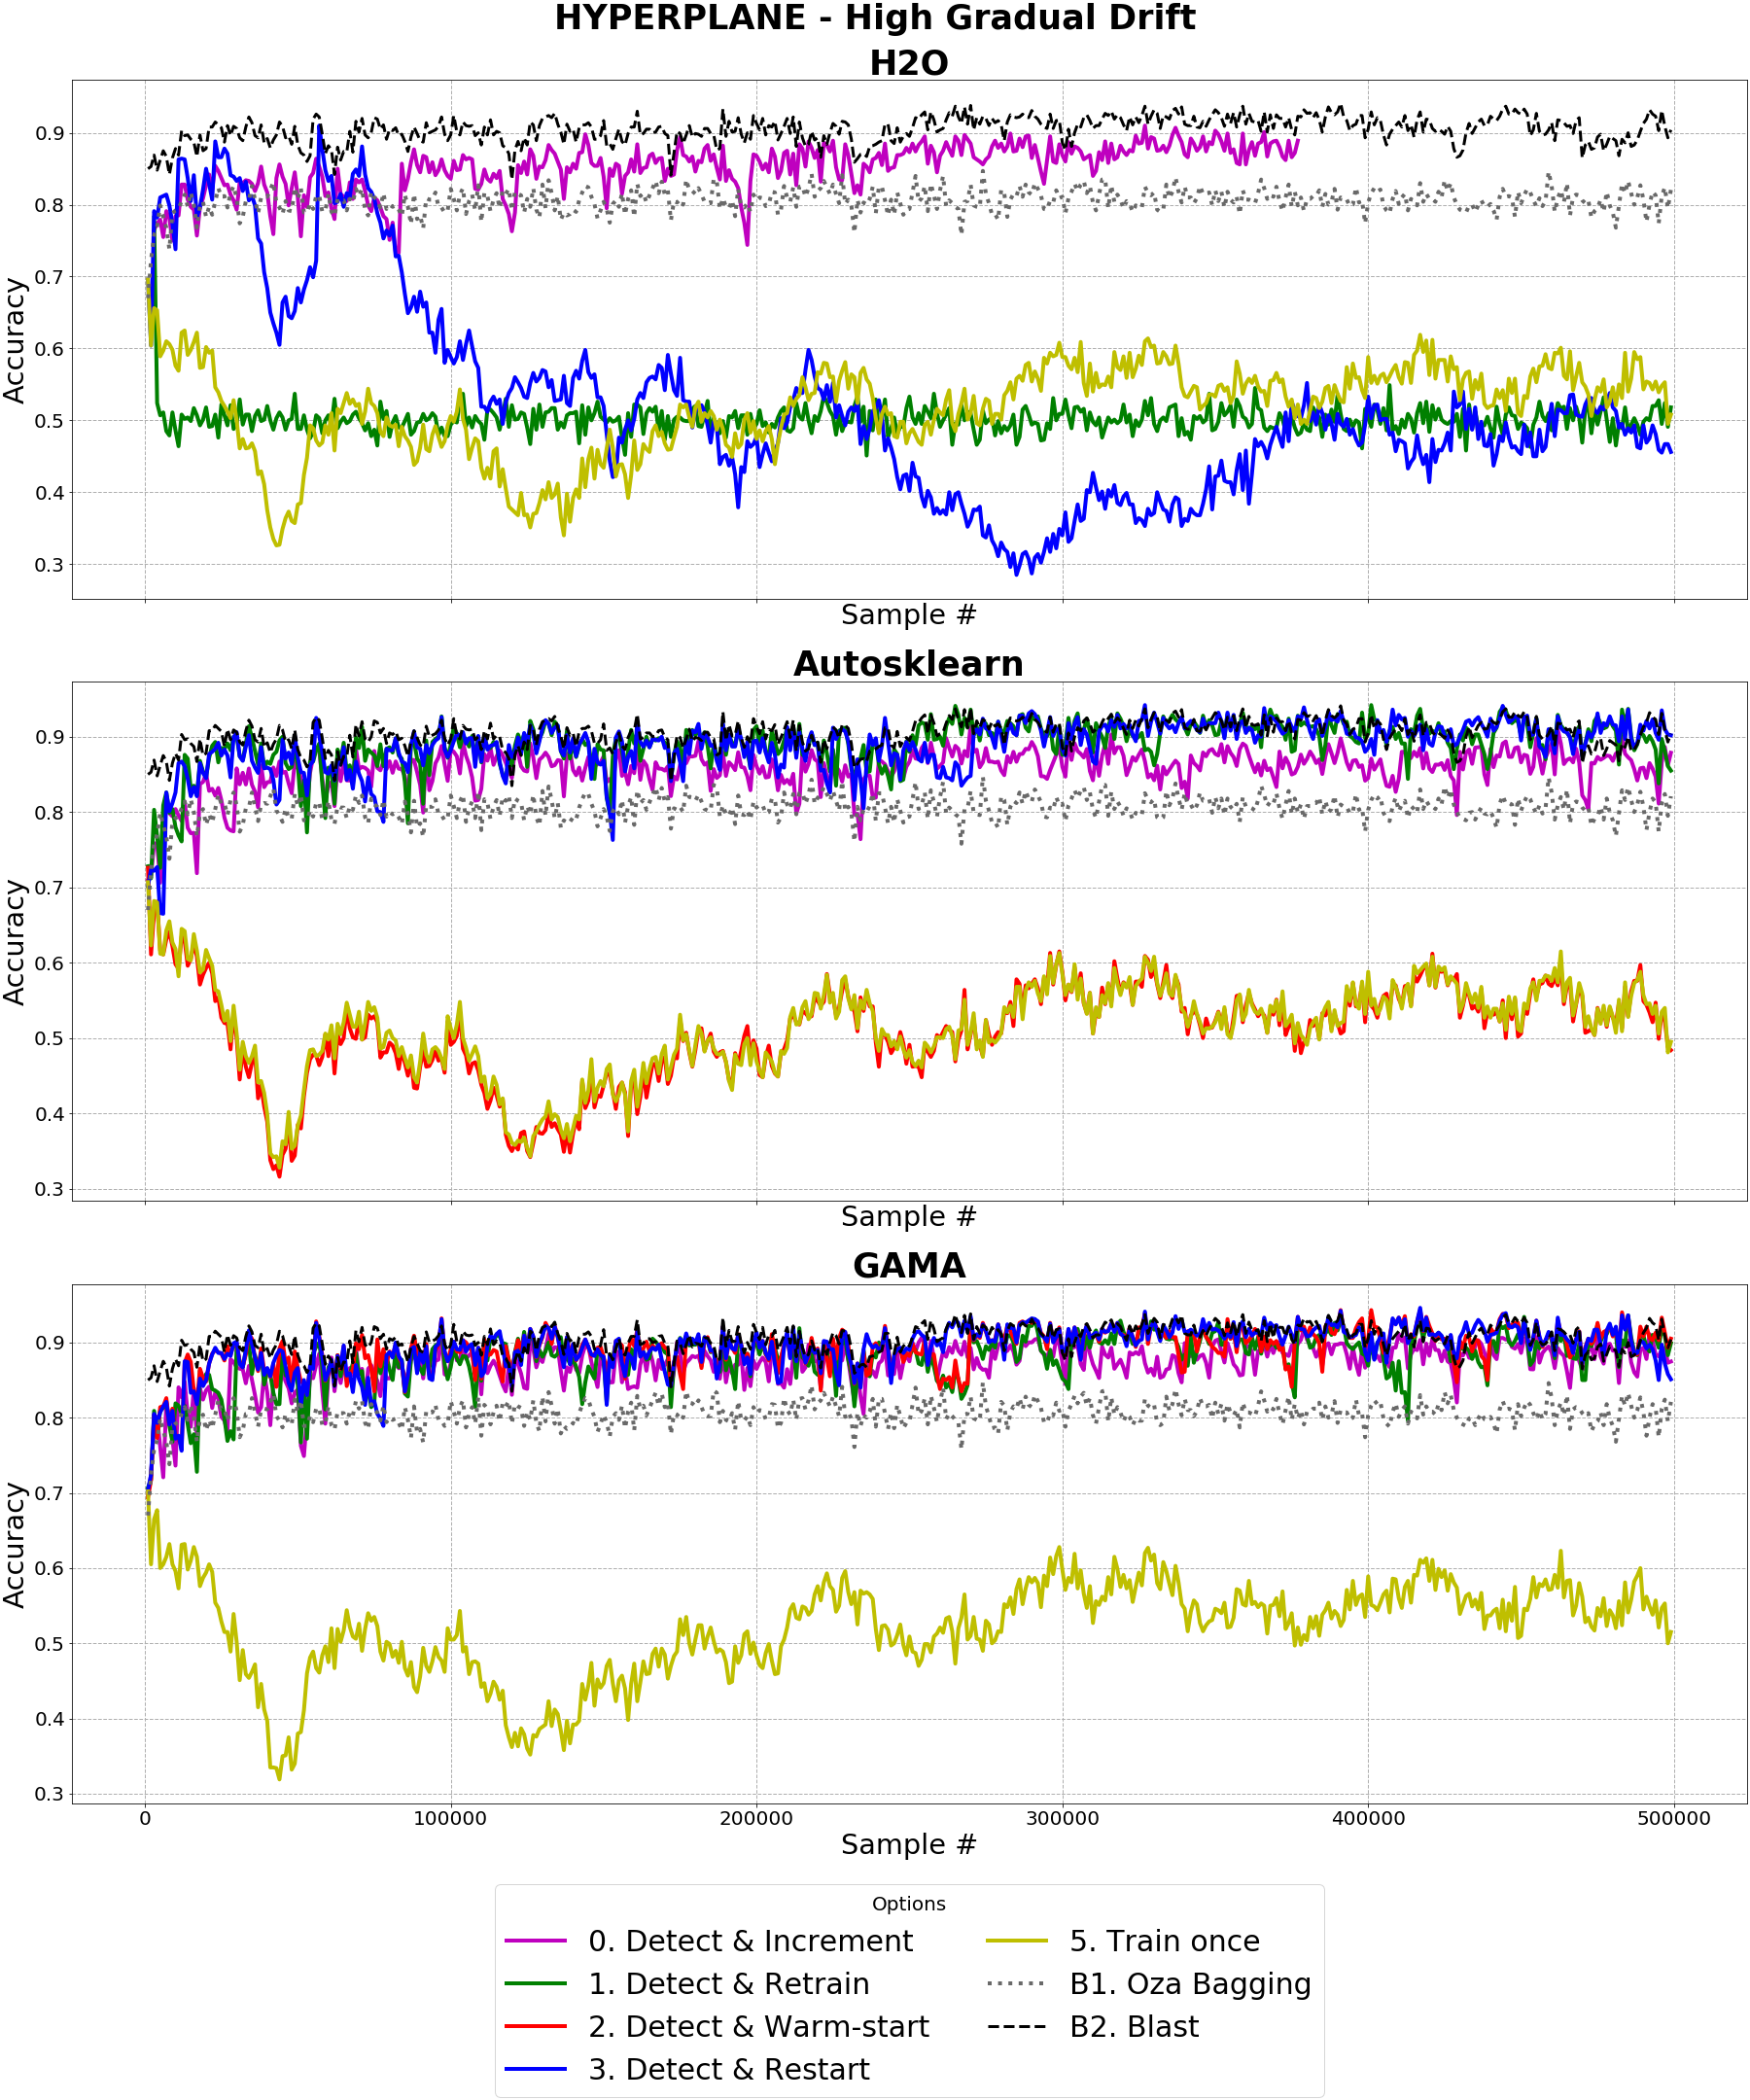 HYPERPLANE - High Gradual Drift
H2O
0.9
0.8
0.7
0.6
0.5
0.4
0.3
Accuracy
Sample #
Autosklearn
0.9
0.8
0.7
0.6
0.5
0.4
0.3
Accuracy
Sample #
GAMA
0.9
0.8
0.7
0.6
0.5
0.4
0.3
Accuracy
0 100000 200000 300000 400000 500000
Sample #
Options
0. Detect & Increment
1. Detect & Retrain
2. Detect & Warm-start
3. Detect & Restart
5. Train once
B1. Oza Bagging
B2. Blast